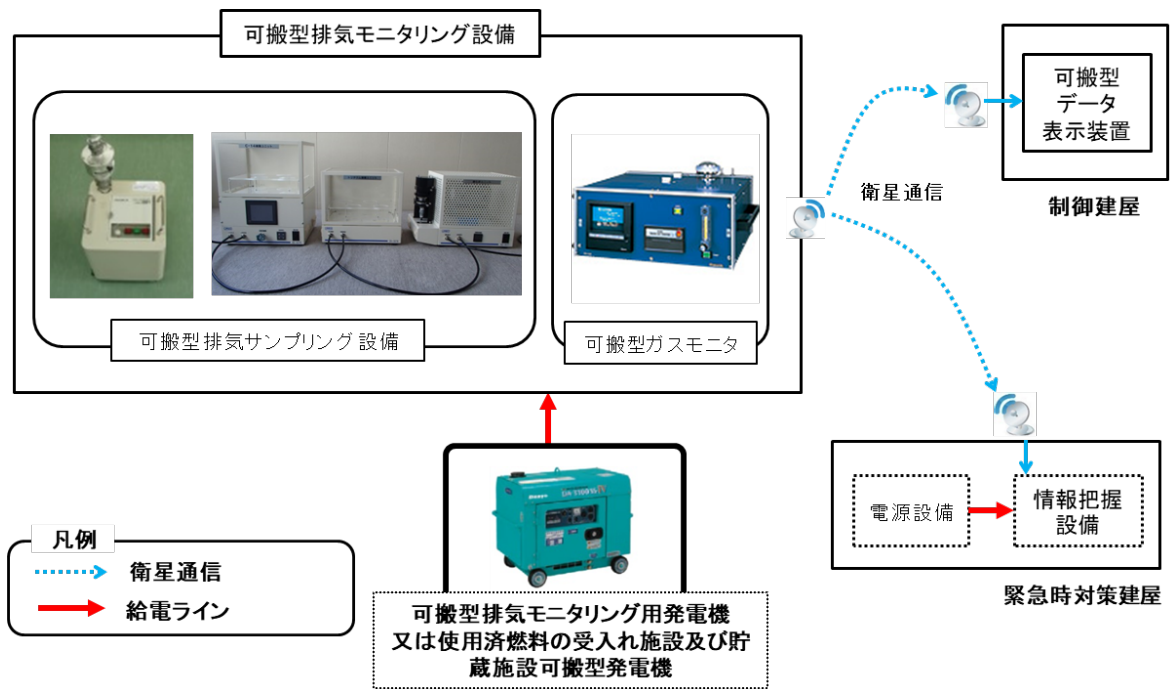 可搬型排気モニタリング設備
可搬型排気サンプリング設備
可搬型ガスモニタ
衛星通信
可搬型
データ
表示装置
制御建屋
電源設備
情報把握
設備
緊急時対策建屋
可搬型排気モニタリング用発電機
又は使用済燃料の受入れ施設及び貯
蔵施設可搬型発電機
凡例
衛星通信
給電ライン